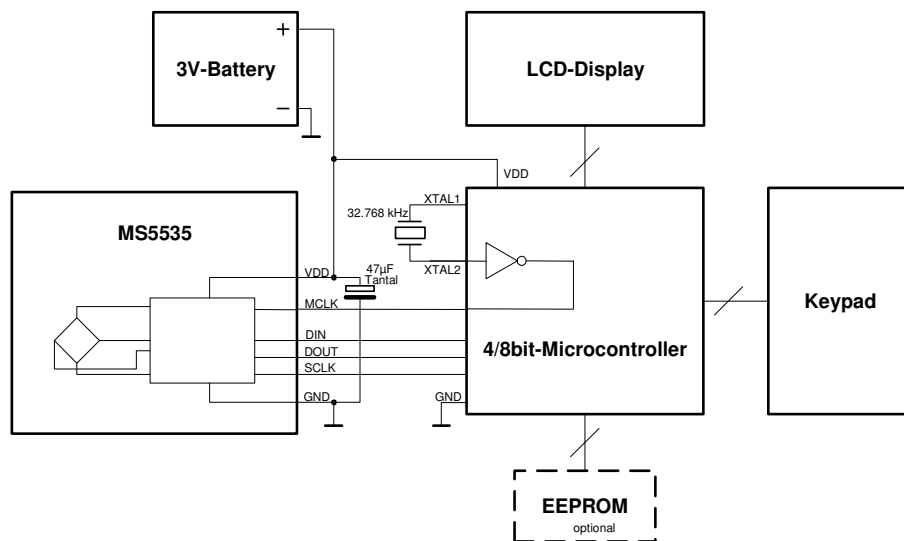 +
3V-Battery
−
LCD-Display
VDD
XTAL1
32.768 kHz
XTAL2
MS5535
VDD
47µF
Tantal
MCLK
DIN
DOUT
SCLK
GND
4/8bit-Microcontroller
GND
Keypad
EEPROM
optional